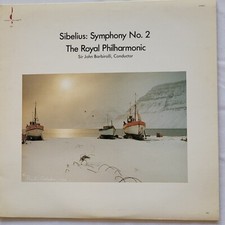 Sibelius: Symphony No. 2
The Royal Philharmonic
Sir John Barbirolli, Conductor